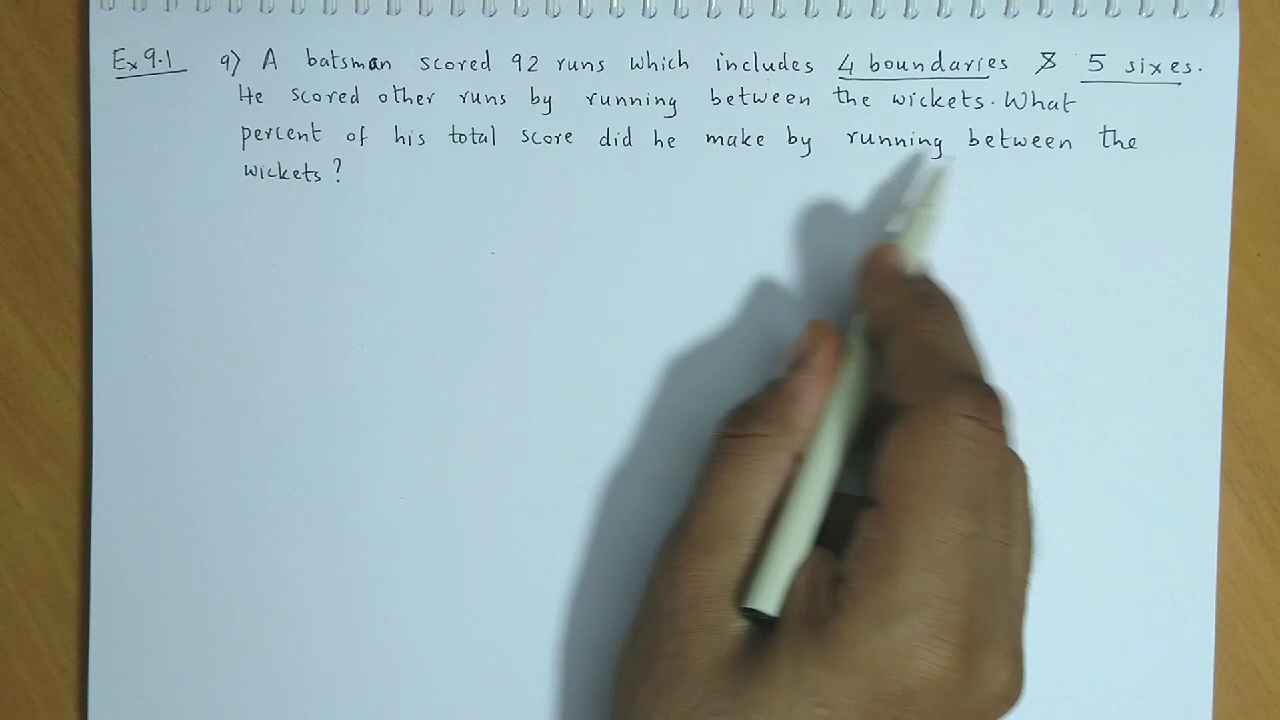 Ex 9.1 9) A batsman scored 92 runs which includes 4 boundaries & 5 sixes.
He scored other runs by running between the wickets. What
percent of his total score did he make by running between the
wickets?